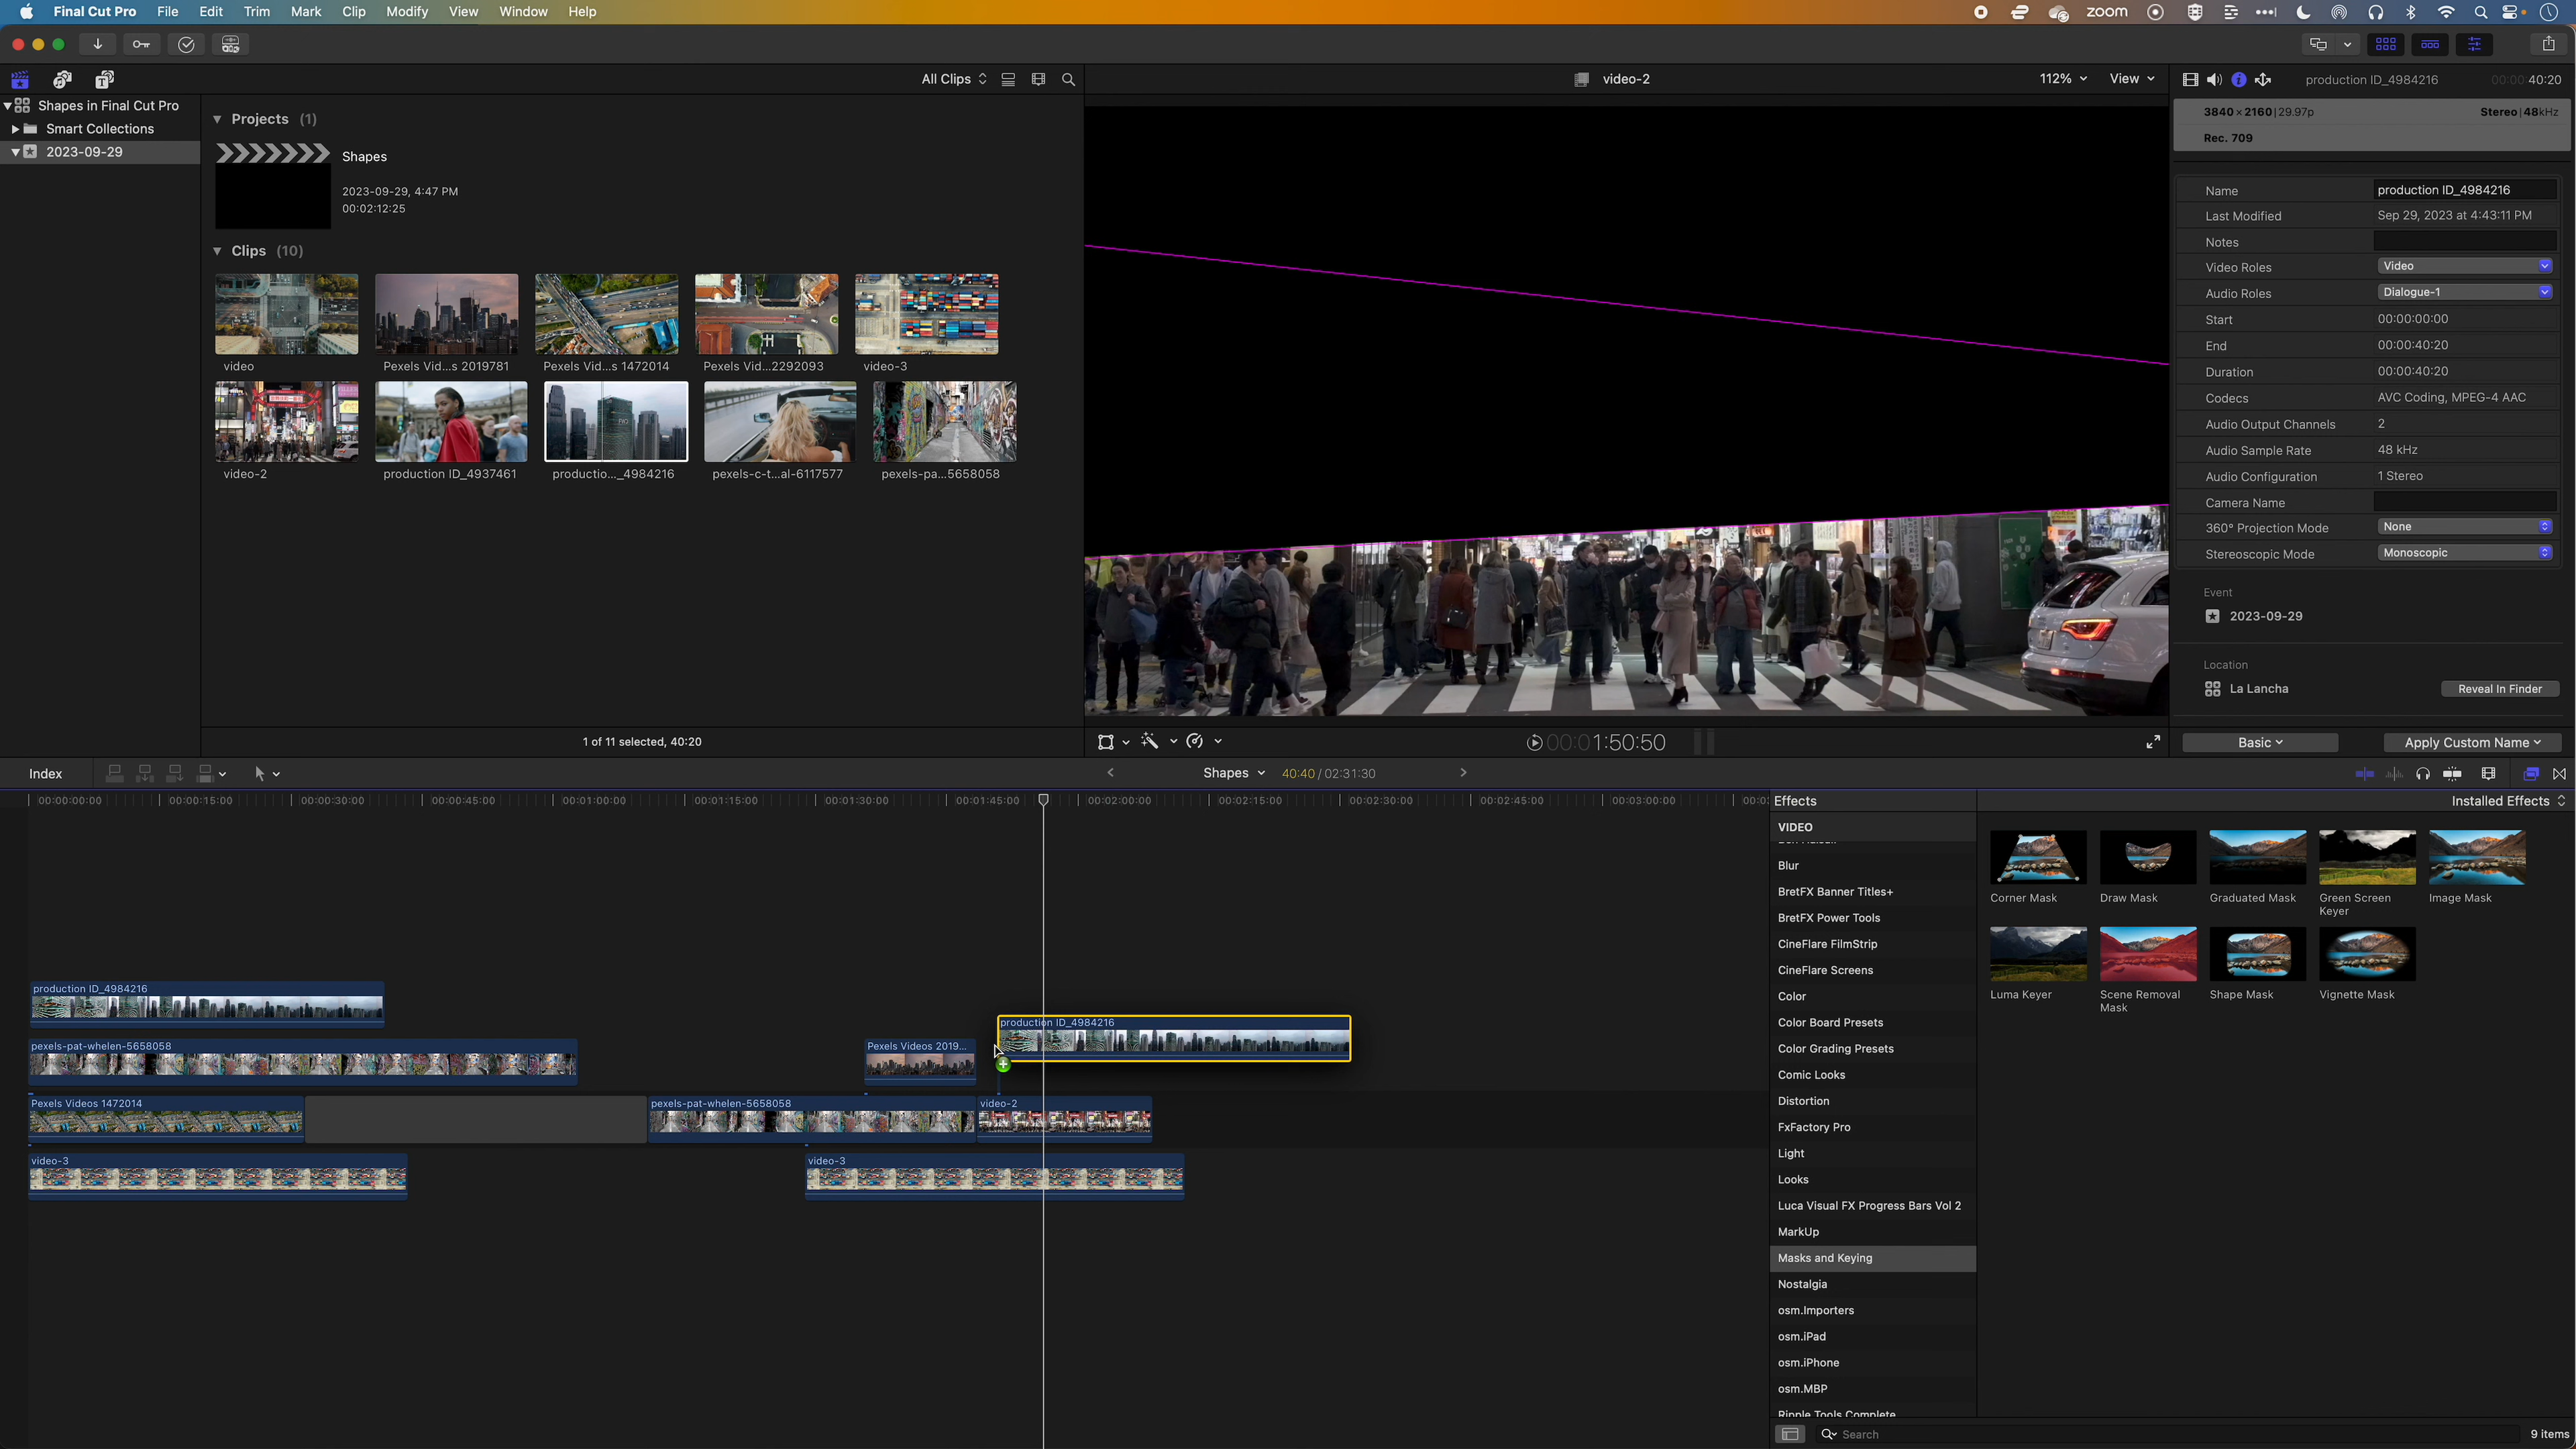 Final Cut Pro File Edit Trim Mark Clip Modify View Window Help
zoom
All Clips
video-2
112% View
production ID_4984216
00:00:40:20
Shapes in Final Cut Pro
Smart Collections
2023-09-29
Projects (1)
Shapes
2023-09-29, 4:47 PM
00:02:12:25
Clips (10)
video
Pexels Vid...s 2019781
Pexels Vid...s 1472014
Pexels Vid...2292093
video-3
video-2
production ID_4937461
productio..._4984216
pexels-c-t...al-6117577
pexels-pa...5658058
1 of 11 selected, 40:20
3840 × 2160 | 29.97p
Stereo | 48kHz
Rec. 709
Name production ID_4984216
Last Modified Sep 29, 2023 at 4:43:11 PM
Notes
Video Roles Video
Audio Roles Dialogue-1
Start 00:00:00:00
End 00:00:40:20
Duration 00:00:40:20
Codecs AVC Coding, MPEG-4 AAC
Audio Output Channels 2
Audio Sample Rate 48 kHz
Audio Configuration 1 Stereo
Camera Name
360° Projection Mode None
Stereoscopic Mode Monoscopic
Event
2023-09-29
Location
La Lancha
Reveal In Finder
00:01:50:50
Basic
Apply Custom Name
Index
Shapes 40:40 / 02:31:30
00:00:00:00 00:00:15:00 00:00:30:00 00:00:45:00 00:01:00:00 00:01:15:00 00:01:30:00 00:01:45:00 00:02:00:00 00:02:15:00 00:02:30:00 00:02:45:00 00:03:00:00
production ID_4984216
production ID_4984216
pexels-pat-whelen-5658058
Pexels Videos 2019...
Pexels Videos 1472014
pexels-pat-whelen-5658058
video-2
video-3
video-3
Effects
Installed Effects
VIDEO
Blur
BretFX Banner Titles+
BretFX Power Tools
CineFlare FilmStrip
CineFlare Screens
Color
Color Board Presets
Color Grading Presets
Comic Looks
Distortion
FxFactory Pro
Light
Looks
Luca Visual FX Progress Bars Vol 2
MarkUp
Masks and Keying
Nostalgia
osm.Importers
osm.iPad
osm.iPhone
osm.MBP
Ripple Tools Complete
Corner Mask
Draw Mask
Graduated Mask
Green Screen Keyer
Image Mask
Luma Keyer
Scene Removal Mask
Shape Mask
Vignette Mask
Search
9 items